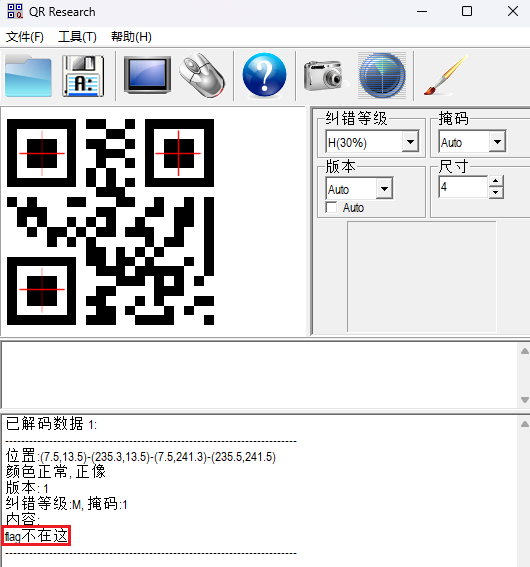 QR Research
文件(F) 工具(T) 帮助(H)
A:
?
纠错等级 掩码
H(30%) Auto
版本 尺寸
Auto 4
Auto
已解码数据 1:
------------------------------------------------------------------------
位置:(7.5,13.5)-(235.3,13.5)-(7.5,241.3)-(235.5,241.5)
颜色正常, 正像
版本: 1
纠错等级:M, 掩码:1
内容:
flag不在这
------------------------------------------------------------------------